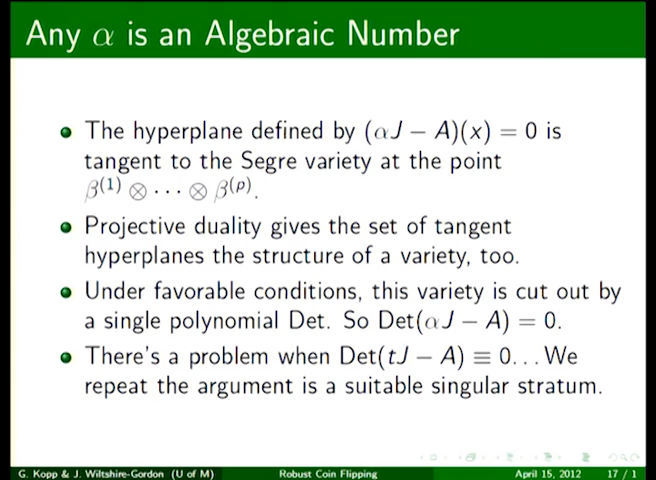 Any α is an Algebraic Number
The hyperplane defined by (αJ − A)(x) = 0 is
tangent to the Segre variety at the point
β⁽¹⁾ ⊗ ··· ⊗ β⁽ᵖ⁾.
Projective duality gives the set of tangent
hyperplanes the structure of a variety, too.
Under favorable conditions, this variety is cut out by
a single polynomial Det. So Det(αJ − A) = 0.
There's a problem when Det(tJ − A) ≡ 0... We
repeat the argument is a suitable singular stratum.
G. Kopp & J. Wiltshire-Gordon (U of M) Robust Coin Flipping April 15, 2012 17 / 1